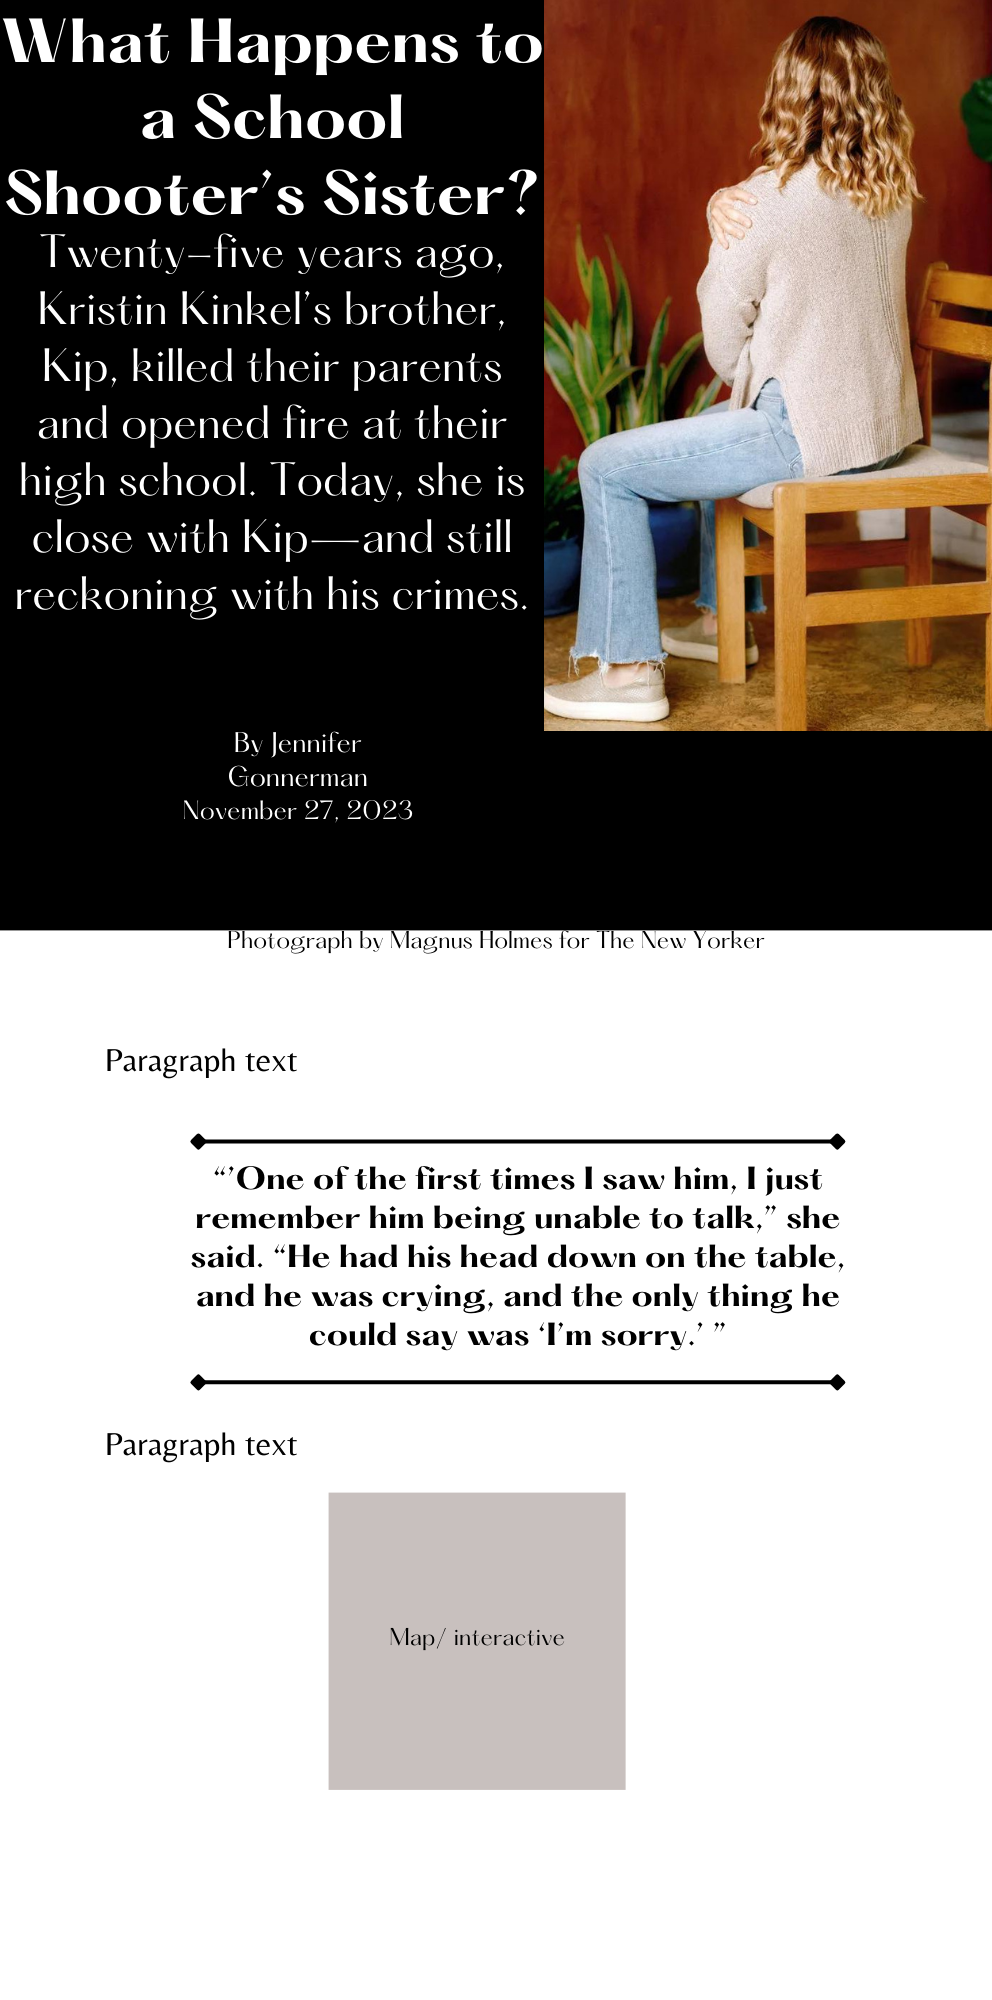 What Happens to
a School
Shooter’s Sister?
Twenty–five years ago,
Kristin Kinkel’s brother,
Kip, killed their parents
and opened fire at their
high school. Today, she is
close with Kip—and still
reckoning with his crimes.
By Jennifer
Gonnerman
November 27, 2023
Photograph by Magnus Holmes for The New Yorker
Paragraph text
“’One of the first times I saw him, I just
remember him being unable to talk,” she
said. “He had his head down on the table,
and he was crying, and the only thing he
could say was ‘I’m sorry.’ ”
Paragraph text
Map/ interactive